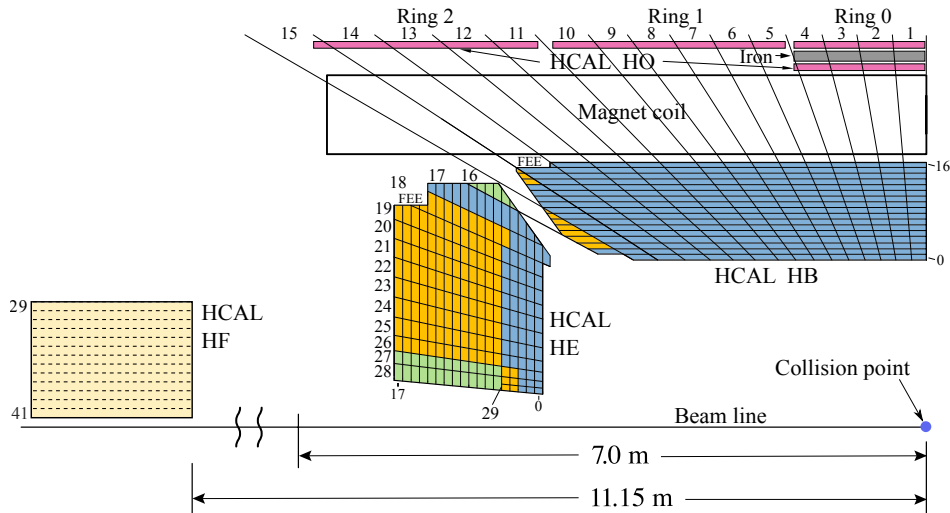 Ring 2
Ring 1
Ring 0
15
14
13
12
11
10
9
8
7
6
5
4
3
2
1
HCAL HO
Iron
Magnet coil
FEE
16
0
HCAL HB
18
17
16
FEE
19
20
21
22
23
24
25
26
27
28
17
29
0
HCAL
HE
29
HCAL
HF
41
Collision point
Beam line
7.0 m
11.15 m